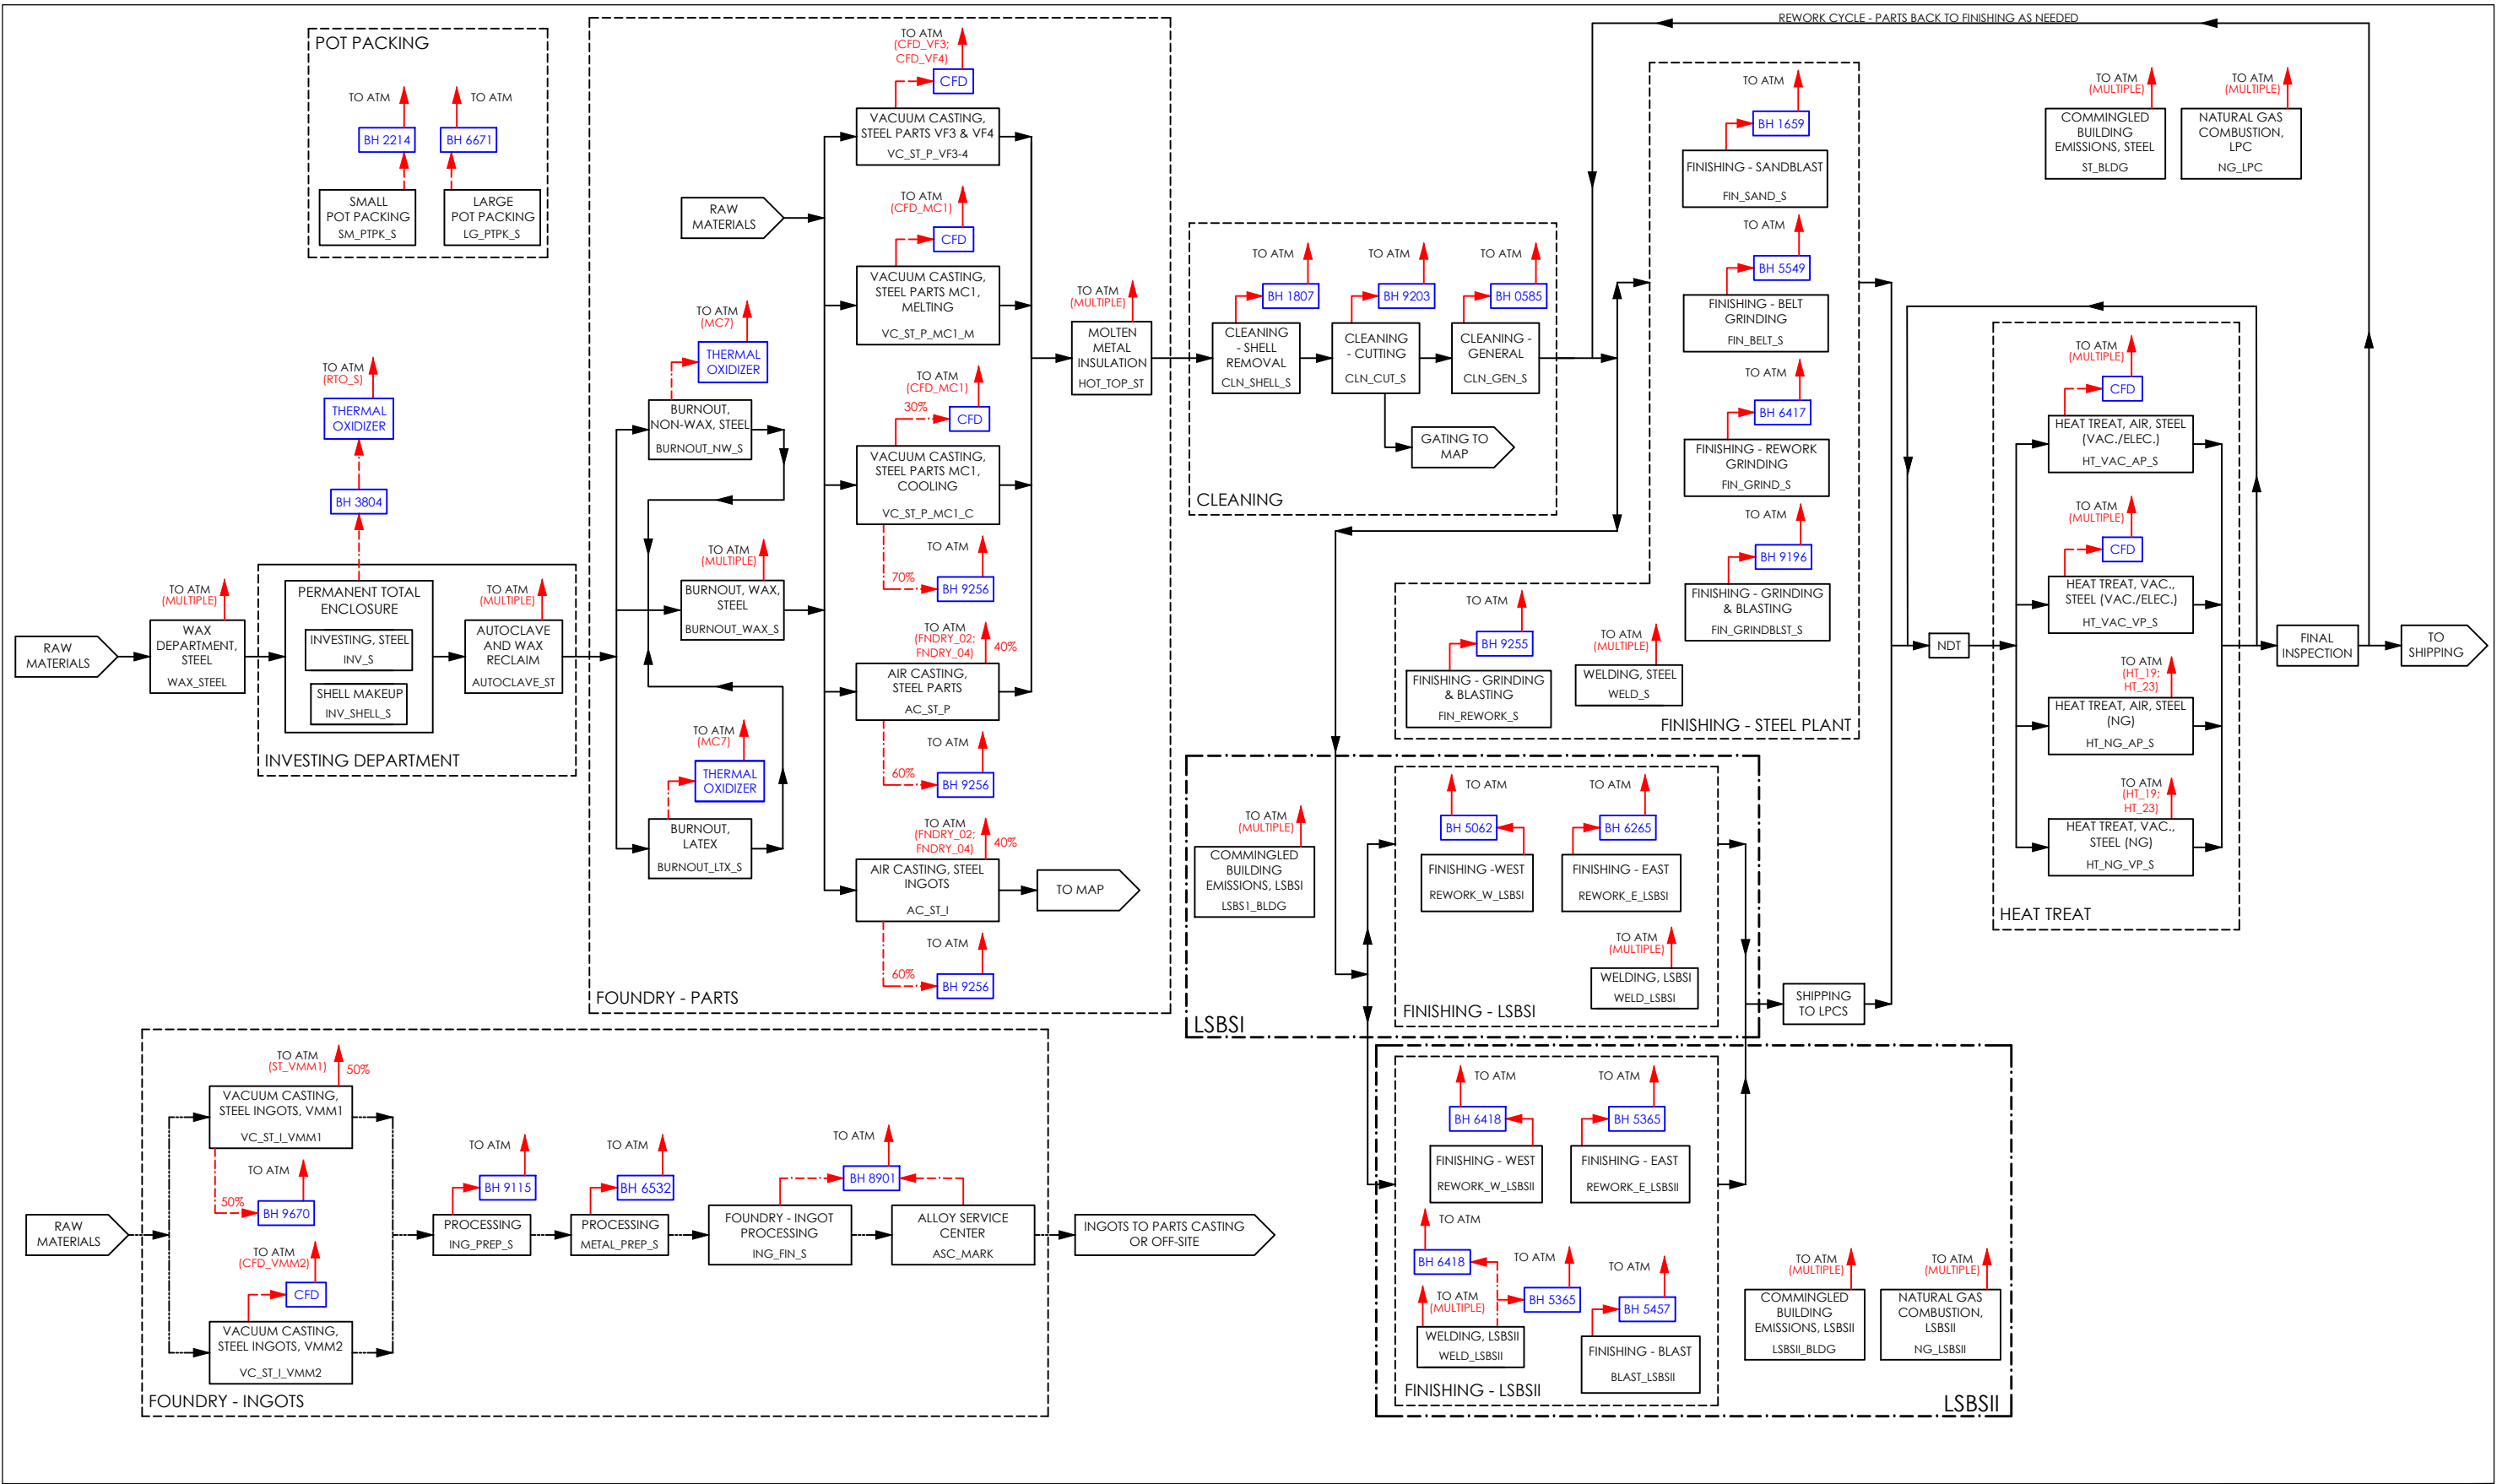 REWORK CYCLE - PARTS BACK TO FINISHING AS NEEDED
POT PACKING
TO ATM
TO ATM
BH 2214
BH 6671
SMALL
POT PACKING
SM_PTPK_S
LARGE
POT PACKING
LG_PTPK_S
TO ATM
(RTO_S)
THERMAL
OXIDIZER
BH 3804
RAW
MATERIALS
TO ATM
(MULTIPLE)
WAX
DEPARTMENT,
STEEL
WAX_STEEL
PERMANENT TOTAL
ENCLOSURE
INVESTING, STEEL
INV_S
SHELL MAKEUP
INV_SHELL_S
TO ATM
(MULTIPLE)
AUTOCLAVE
AND WAX
RECLAIM
AUTOCLAVE_ST
INVESTING DEPARTMENT
RAW
MATERIALS
TO ATM
(MC7)
THERMAL
OXIDIZER
BURNOUT,
NON-WAX, STEEL
BURNOUT_NW_S
TO ATM
(MULTIPLE)
BURNOUT, WAX,
STEEL
BURNOUT_WAX_S
TO ATM
(MC7)
THERMAL
OXIDIZER
BURNOUT,
LATEX
BURNOUT_LTX_S
TO ATM
(CFD_VF3;
CFD_VF4)
CFD
VACUUM CASTING,
STEEL PARTS VF3 & VF4
VC_ST_P_VF3-4
TO ATM
(CFD_MC1)
CFD
VACUUM CASTING,
STEEL PARTS MC1,
MELTING
VC_ST_P_MC1_M
TO ATM
(CFD_MC1)
30%
CFD
VACUUM CASTING,
STEEL PARTS MC1,
COOLING
VC_ST_P_MC1_C
TO ATM
70%
BH 9256
TO ATM
(FNDRY_02;
FNDRY_04)
40%
AIR CASTING,
STEEL PARTS
AC_ST_P
TO ATM
60%
BH 9256
TO ATM
(FNDRY_02;
FNDRY_04)
40%
AIR CASTING, STEEL
INGOTS
AC_ST_I
TO MAP
TO ATM
60%
BH 9256
FOUNDRY - PARTS
TO ATM
(MULTIPLE)
MOLTEN
METAL
INSULATION
HOT_TOP_ST
TO ATM
BH 1807
CLEANING
- SHELL
REMOVAL
CLN_SHELL_S
TO ATM
BH 9203
CLEANING
- CUTTING
CLN_CUT_S
TO ATM
BH 0585
CLEANING -
GENERAL
CLN_GEN_S
GATING TO
MAP
CLEANING
TO ATM
BH 1659
FINISHING - SANDBLAST
FIN_SAND_S
TO ATM
BH 5549
FINISHING - BELT
GRINDING
FIN_BELT_S
TO ATM
BH 6417
FINISHING - REWORK
GRINDING
FIN_GRIND_S
TO ATM
BH 9196
FINISHING - GRINDING
& BLASTING
FIN_GRINDBLST_S
TO ATM
BH 9255
FINISHING - GRINDING
& BLASTING
FIN_REWORK_S
TO ATM
(MULTIPLE)
WELDING, STEEL
WELD_S
FINISHING - STEEL PLANT
TO ATM
(MULTIPLE)
COMMINGLED
BUILDING
EMISSIONS, STEEL
ST_BLDG
TO ATM
(MULTIPLE)
NATURAL GAS
COMBUSTION,
LPC
NG_LPC
NDT
TO ATM
(MULTIPLE)
CFD
HEAT TREAT, AIR, STEEL
(VAC./ELEC.)
HT_VAC_AP_S
TO ATM
(MULTIPLE)
CFD
HEAT TREAT, VAC.,
STEEL (VAC./ELEC.)
HT_VAC_VP_S
TO ATM
(HT_19;
HT_23)
HEAT TREAT, AIR, STEEL
(NG)
HT_NG_AP_S
TO ATM
(HT_19;
HT_23)
HEAT TREAT, VAC.,
STEEL (NG)
HT_NG_VP_S
HEAT TREAT
FINAL
INSPECTION
TO
SHIPPING
TO ATM
(MULTIPLE)
COMMINGLED
BUILDING
EMISSIONS, LSBSI
LSBS1_BLDG
TO ATM
BH 5062
FINISHING -WEST
REWORK_W_LSBSI
TO ATM
BH 6265
FINISHING - EAST
REWORK_E_LSBSI
TO ATM
(MULTIPLE)
WELDING, LSBSI
WELD_LSBSI
FINISHING - LSBSI
LSBSI
SHIPPING
TO LPCS
TO ATM
BH 6418
FINISHING - WEST
REWORK_W_LSBSII
TO ATM
BH 5365
FINISHING - EAST
REWORK_E_LSBSII
TO ATM
BH 6418
TO ATM
BH 5365
TO ATM
(MULTIPLE)
WELDING, LSBSII
WELD_LSBSII
TO ATM
BH 5457
FINISHING - BLAST
BLAST_LSBSII
FINISHING - LSBSII
TO ATM
(MULTIPLE)
COMMINGLED
BUILDING
EMISSIONS, LSBSII
LSBSII_BLDG
TO ATM
(MULTIPLE)
NATURAL GAS
COMBUSTION,
LSBSII
NG_LSBSII
LSBSII
RAW
MATERIALS
TO ATM
(ST_VMM1)
50%
VACUUM CASTING,
STEEL INGOTS, VMM1
VC_ST_I_VMM1
TO ATM
50%
BH 9670
TO ATM
(CFD_VMM2)
CFD
VACUUM CASTING,
STEEL INGOTS, VMM2
VC_ST_I_VMM2
TO ATM
BH 9115
PROCESSING
ING_PREP_S
TO ATM
BH 6532
PROCESSING
METAL_PREP_S
TO ATM
BH 8901
FOUNDRY - INGOT
PROCESSING
ING_FIN_S
ALLOY SERVICE
CENTER
ASC_MARK
INGOTS TO PARTS CASTING
OR OFF-SITE
FOUNDRY - INGOTS